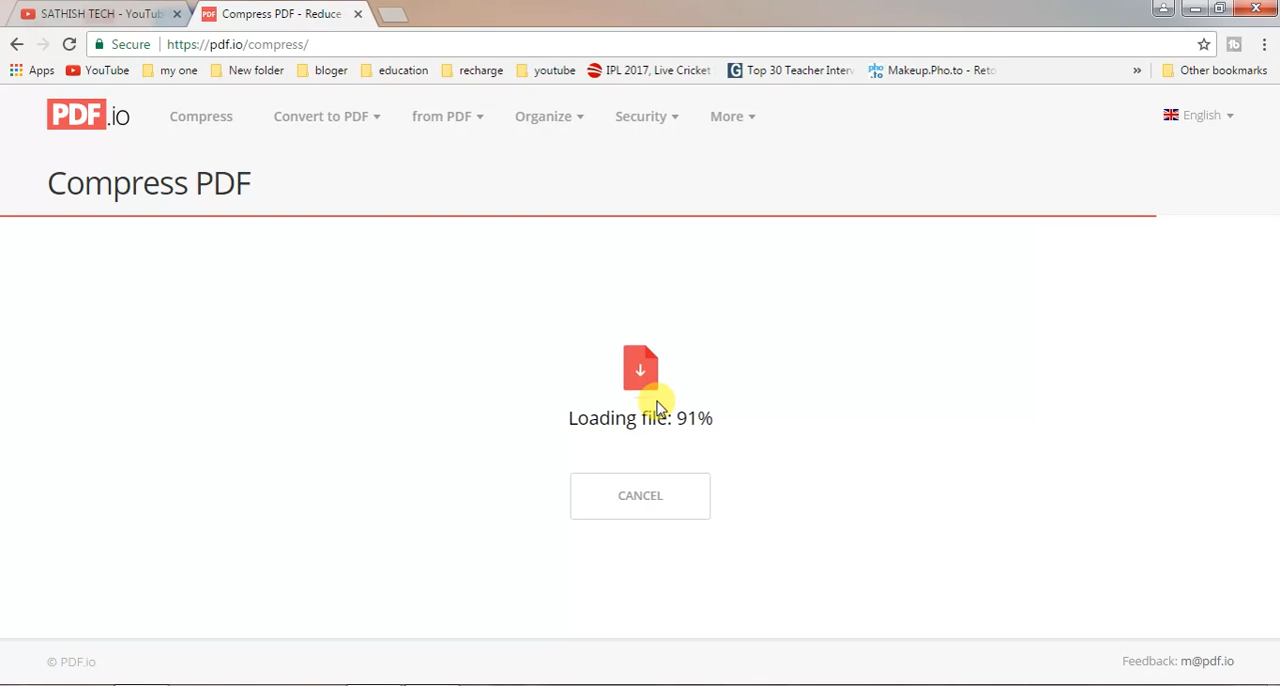 SATHISH TECH - YouTub
PDF Compress PDF - Reduce
Secure https://pdf.io/compress/
Apps YouTube my one New folder bloger education recharge youtube IPL 2017, Live Cricket G Top 30 Teacher Interv pho.to Makeup.Pho.to - Reto » Other bookmarks
PDF.io Compress Convert to PDF from PDF Organize Security More English
Compress PDF
Loading file: 91%
CANCEL
© PDF.io Feedback: m@pdf.io